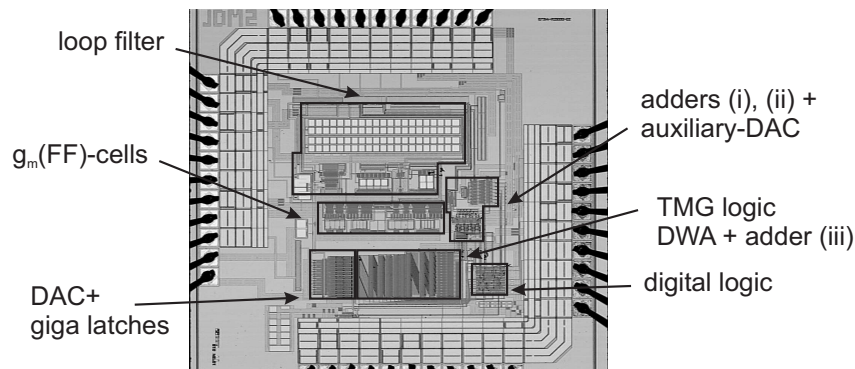 JOM2
loop filter
adders (i), (ii) +
auxiliary-DAC
gm(FF)-cells
TMG logic
DWA + adder (iii)
digital logic
DAC+
giga latches